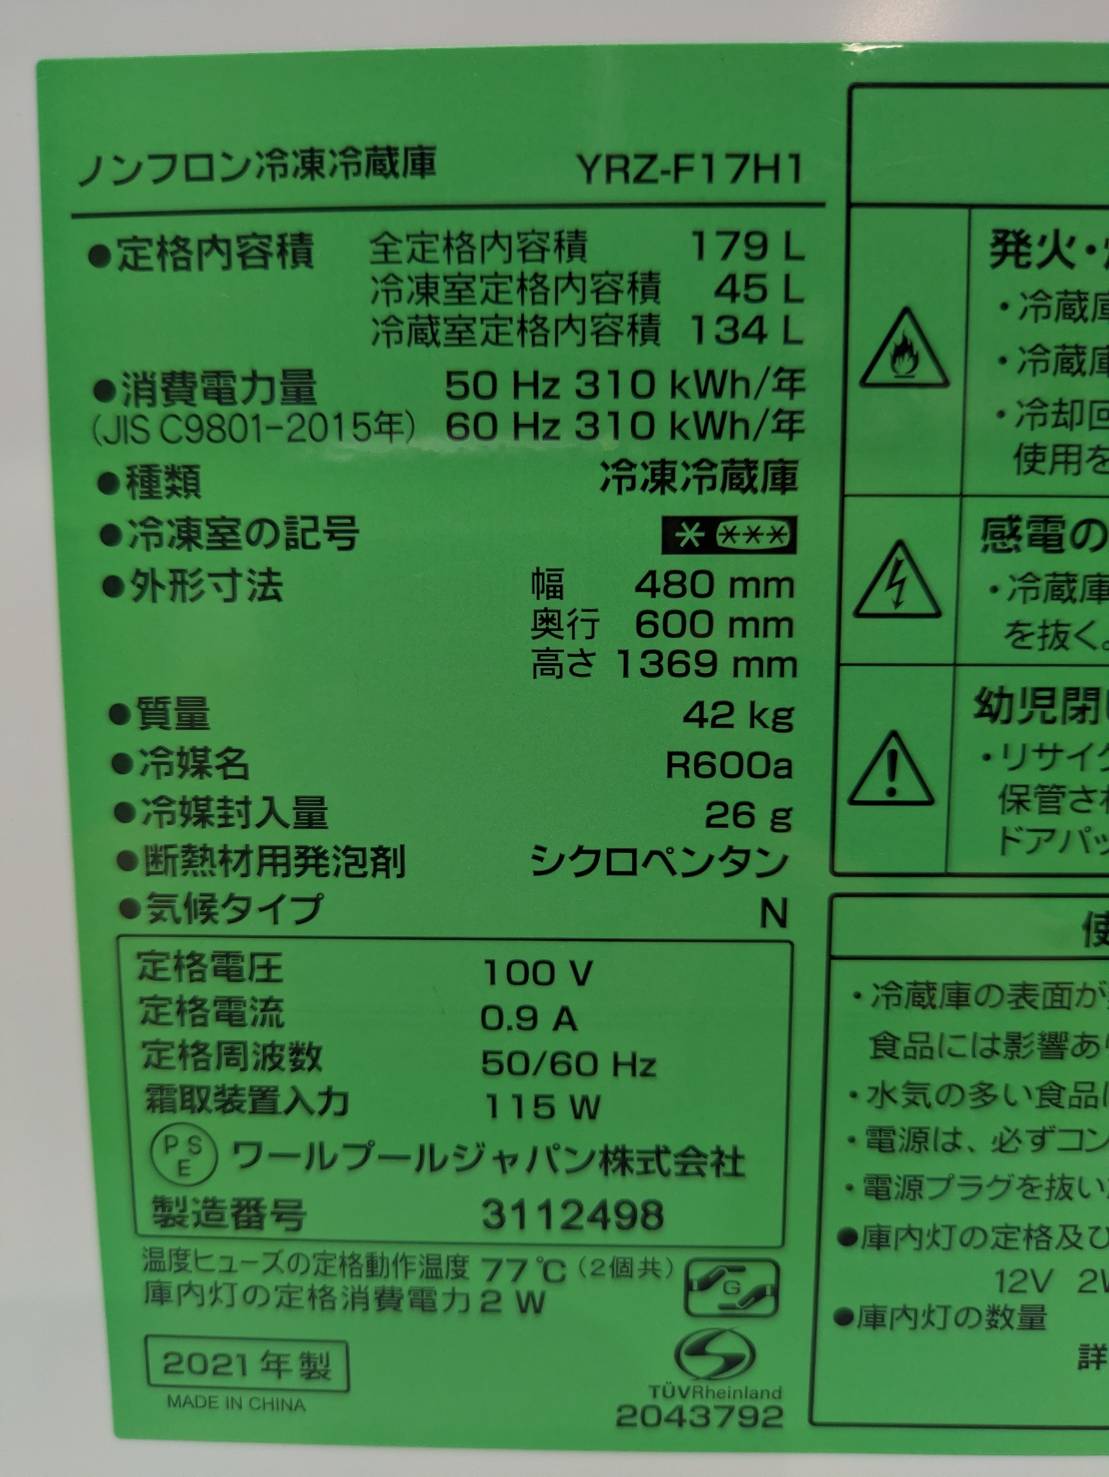 ノンフロン冷凍冷蔵庫 YRZ-F17H1
●定格内容積 全定格内容積 179 L
冷凍室定格内容積 45 L
冷蔵室定格内容積 134 L
●消費電力量 50 Hz 310 kWh/年
(JIS C9801-2015年) 60 Hz 310 kWh/年
●種類 冷凍冷蔵庫
●冷凍室の記号
●外形寸法 幅 480 mm
奥行 600 mm
高さ 1369 mm
●質量 42 kg
●冷媒名 R600a
●冷媒封入量 26 g
●断熱材用発泡剤 シクロペンタン
●気候タイプ N
定格電圧 100 V
定格電流 0.9 A
定格周波数 50/60 Hz
霜取装置入力 115 W
PSE ワールプールジャパン株式会社
製造番号 3112498
温度ヒューズの定格動作温度 77℃(2個共)
庫内灯の定格消費電力 2 W
G
2021年製
MADE IN CHINA
TÜVRheinland
2043792
発火・
・冷蔵庫
・冷蔵庫
・冷却回
使用を
感電の
・冷蔵庫
を抜く。
幼児閉
・リサイク
保管さ
ドアパッ
使
・冷蔵庫の表面が
食品には影響あり
・水気の多い食品
・電源は、必ずコン
・電源プラグを抜い
●庫内灯の定格及び
12V 2W
●庫内灯の数量
詳